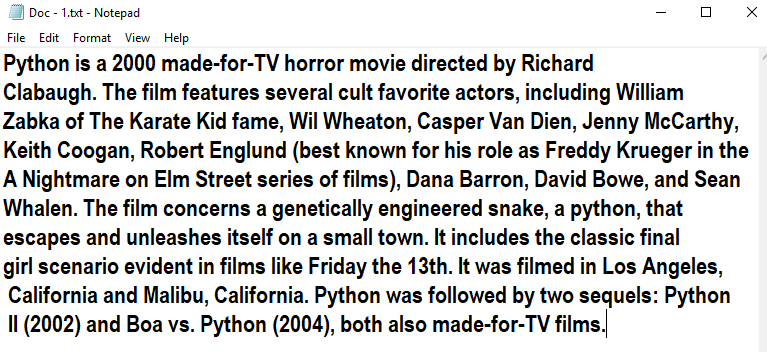 Doc - 1.txt - Notepad
File Edit Format View Help
Python is a 2000 made-for-TV horror movie directed by Richard
Clabaugh. The film features several cult favorite actors, including William
Zabka of The Karate Kid fame, Wil Wheaton, Casper Van Dien, Jenny McCarthy,
Keith Coogan, Robert Englund (best known for his role as Freddy Krueger in the
A Nightmare on Elm Street series of films), Dana Barron, David Bowe, and Sean
Whalen. The film concerns a genetically engineered snake, a python, that
escapes and unleashes itself on a small town. It includes the classic final
girl scenario evident in films like Friday the 13th. It was filmed in Los Angeles,
California and Malibu, California. Python was followed by two sequels: Python
II (2002) and Boa vs. Python (2004), both also made-for-TV films.